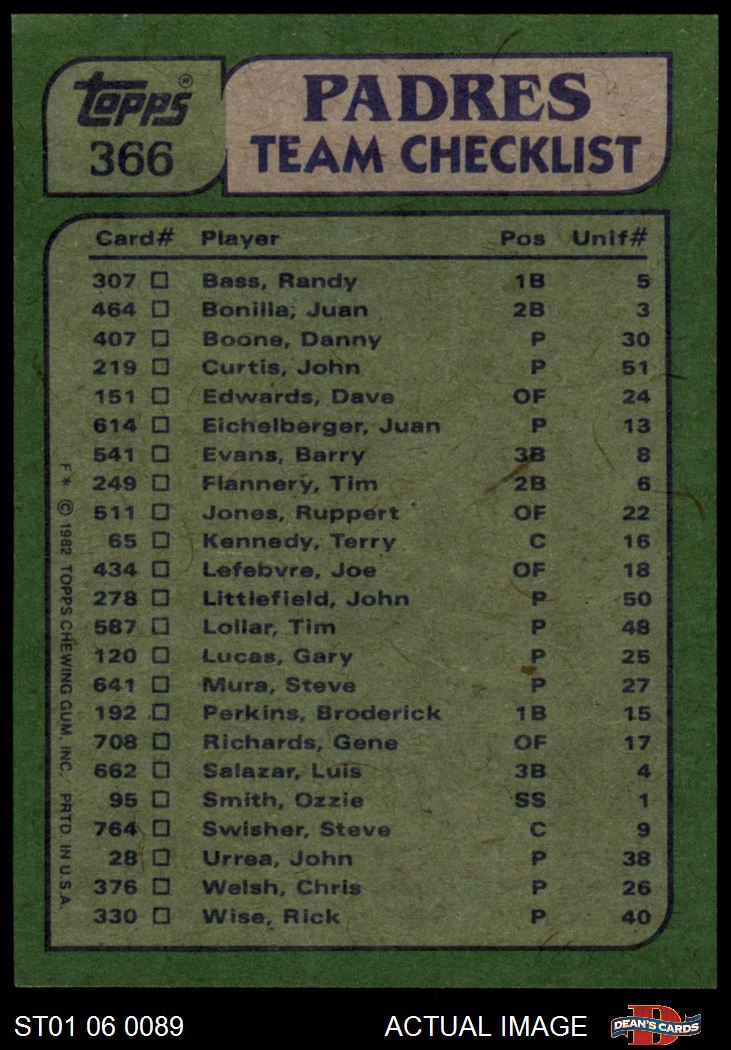 Topps®
366
PADRES
TEAM CHECKLIST
Card# Player Pos Unif#
307 Bass, Randy 1B 5
464 Bonilla, Juan 2B 3
407 Boone, Danny P 30
219 Curtis, John P 51
151 Edwards, Dave OF 24
614 Eichelberger, Juan P 13
541 Evans, Barry 3B 8
249 Flannery, Tim 2B 6
511 Jones, Ruppert OF 22
65 Kennedy, Terry C 16
434 Lefebvre, Joe OF 18
278 Littlefield, John P 50
587 Lollar, Tim P 48
120 Lucas, Gary P 25
641 Mura, Steve P 27
192 Perkins, Broderick 1B 15
708 Richards, Gene OF 17
662 Salazar, Luis 3B 4
95 Smith, Ozzie SS 1
764 Swisher, Steve C 9
28 Urrea, John P 38
376 Welsh, Chris P 26
330 Wise, Rick P 40
F* © 1982 TOPPS CHEWING GUM, INC. PRTD. IN U.S.A.
ST01 06 0089
ACTUAL IMAGE
D
DEAN'S CARDS